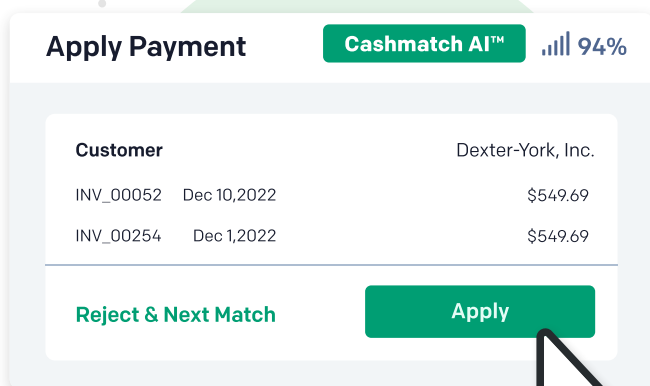 Apply Payment Cashmatch AI™ 94%
Customer Dexter-York, Inc.
INV_00052 Dec 10,2022 $549.69
INV_00254 Dec 1,2022 $549.69
Reject & Next Match Apply